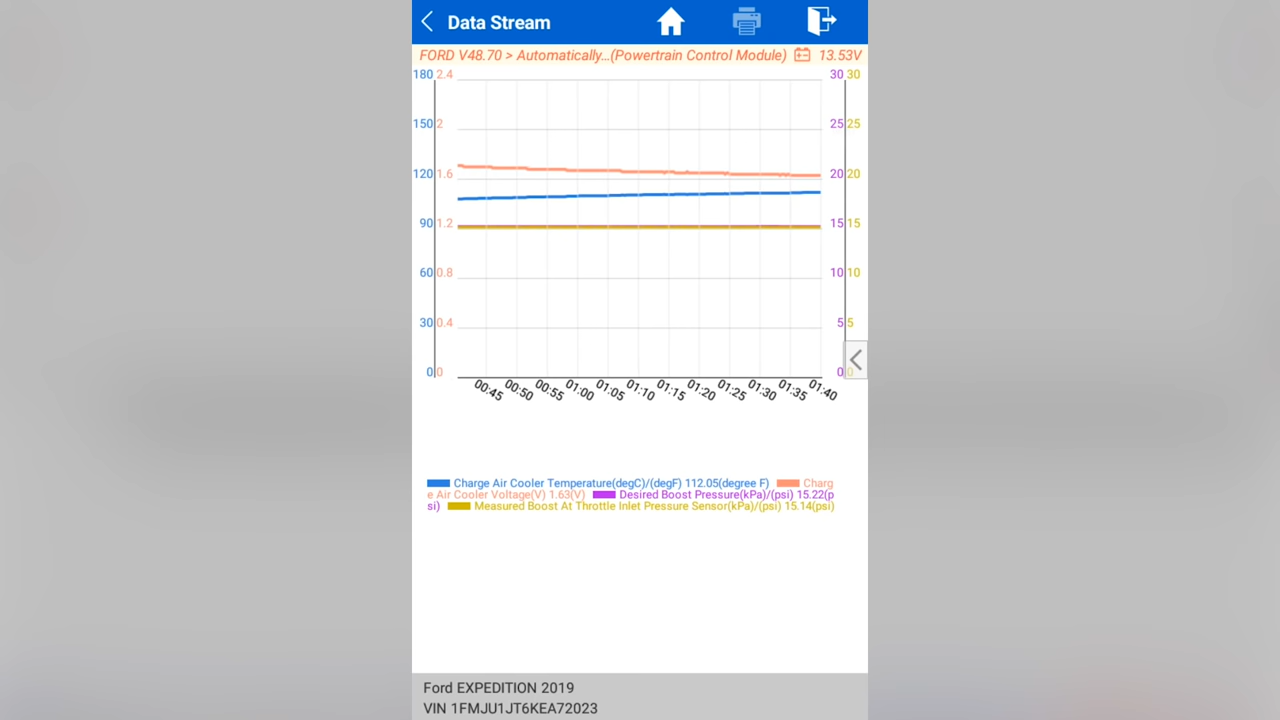 Data Stream
FORD V48.70 > Automatically...(Powertrain Control Module) 13.53V
180 2.4 30 30
150 2 25 25
120 1.6 20 20
90 1.2 15 15
60 0.8 10 10
30 0.4 5 5
0 0 0 0
00:45 00:50 00:55 01:00 01:05 01:10 01:15 01:20 01:25 01:30 01:35 01:40
Charge Air Cooler Temperature(degC)/(degF) 112.05(degree F) Charg
e Air Cooler Voltage(V) 1.63(V) Desired Boost Pressure(kPa)/(psi) 15.22(p
si) Measured Boost At Throttle Inlet Pressure Sensor(kPa)/(psi) 15.14(psi)
Ford EXPEDITION 2019
VIN 1FMJU1JT6KEA72023